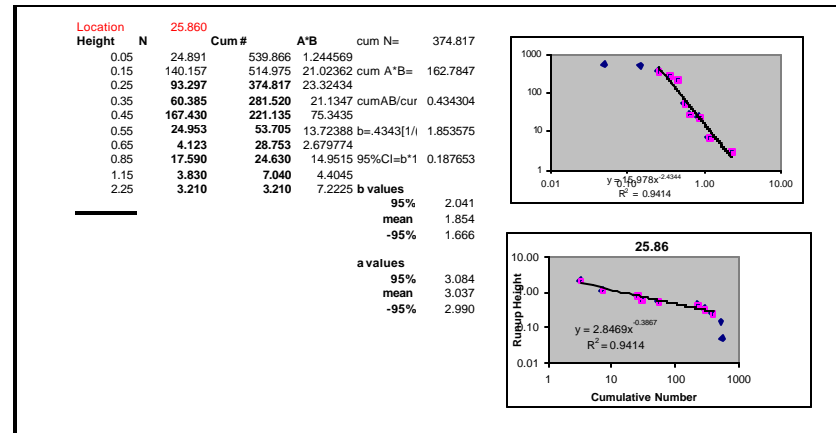 Location 25.860
Height N Cum # A*B cum N= 374.817
0.05 24.891 539.866 1.244569
0.15 140.157 514.975 21.02362 cum A*B= 162.7847
0.25 93.297 374.817 23.32434
0.35 60.385 281.520 21.1347 cumAB/cur 0.434304
0.45 167.430 221.135 75.3435
0.55 24.953 53.705 13.72388 b=.4343[1/( 1.853575
0.65 4.123 28.753 2.679774
0.85 17.590 24.630 14.9515 95%CI=b*1 0.187653
1.15 3.830 7.040 4.4045
2.25 3.210 3.210 7.2225 b values
95% 2.041
mean 1.854
-95% 1.666
a values
95% 3.084
mean 3.037
-95% 2.990
1000
100
10
1
0.01 0.10 1.00 10.00
y = 15.978x-2.4344
R2 = 0.9414
25.86
Runup Height
10.00
1.00
0.10
0.01
y = 2.8469x-0.3867
R2 = 0.9414
1 10 100 1000
Cumulative Number